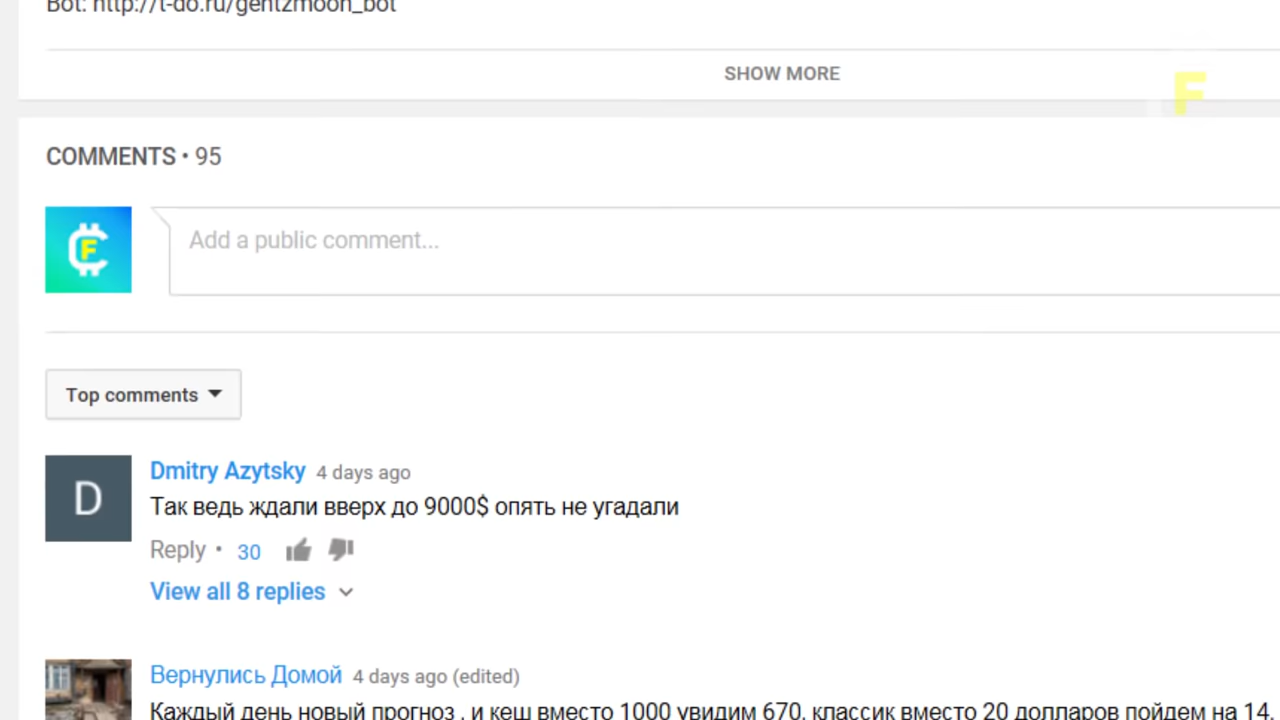 Bot: http://t-do.ru/gentzmoon_bot
SHOW MORE
F
COMMENTS • 95
F
Add a public comment...
Top comments
D
Dmitry Azytsky 4 days ago
Так ведь ждали вверх до 9000$ опять не угадали
Reply • 30
View all 8 replies
Вернулись Домой 4 days ago (edited)
Каждый день новый прогноз , и кеш вместо 1000 увидим 670, классик вместо 20 долларов пойдем на 14,